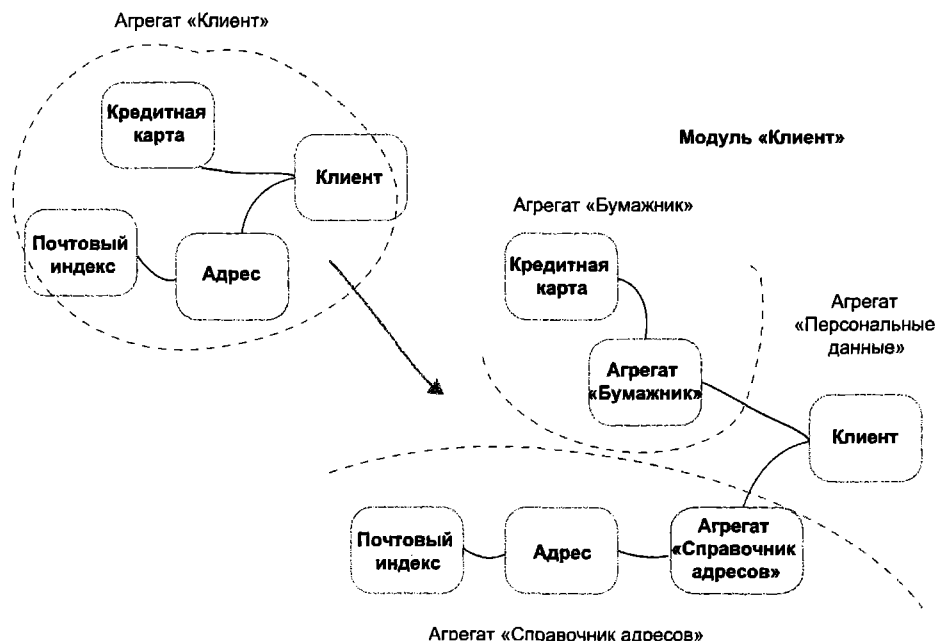 Агрегат «Клиент»
Кредитная
карта
Клиент
Почтовый
индекс
Адрес
Модуль «Клиент»
Агрегат «Бумажник»
Кредитная
карта
Агрегат
«Бумажник»
Агрегат
«Персональные
данные»
Клиент
Почтовый
индекс
Адрес
Агрегат
«Справочник
адресов»
Агрегат «Справочник адресов»